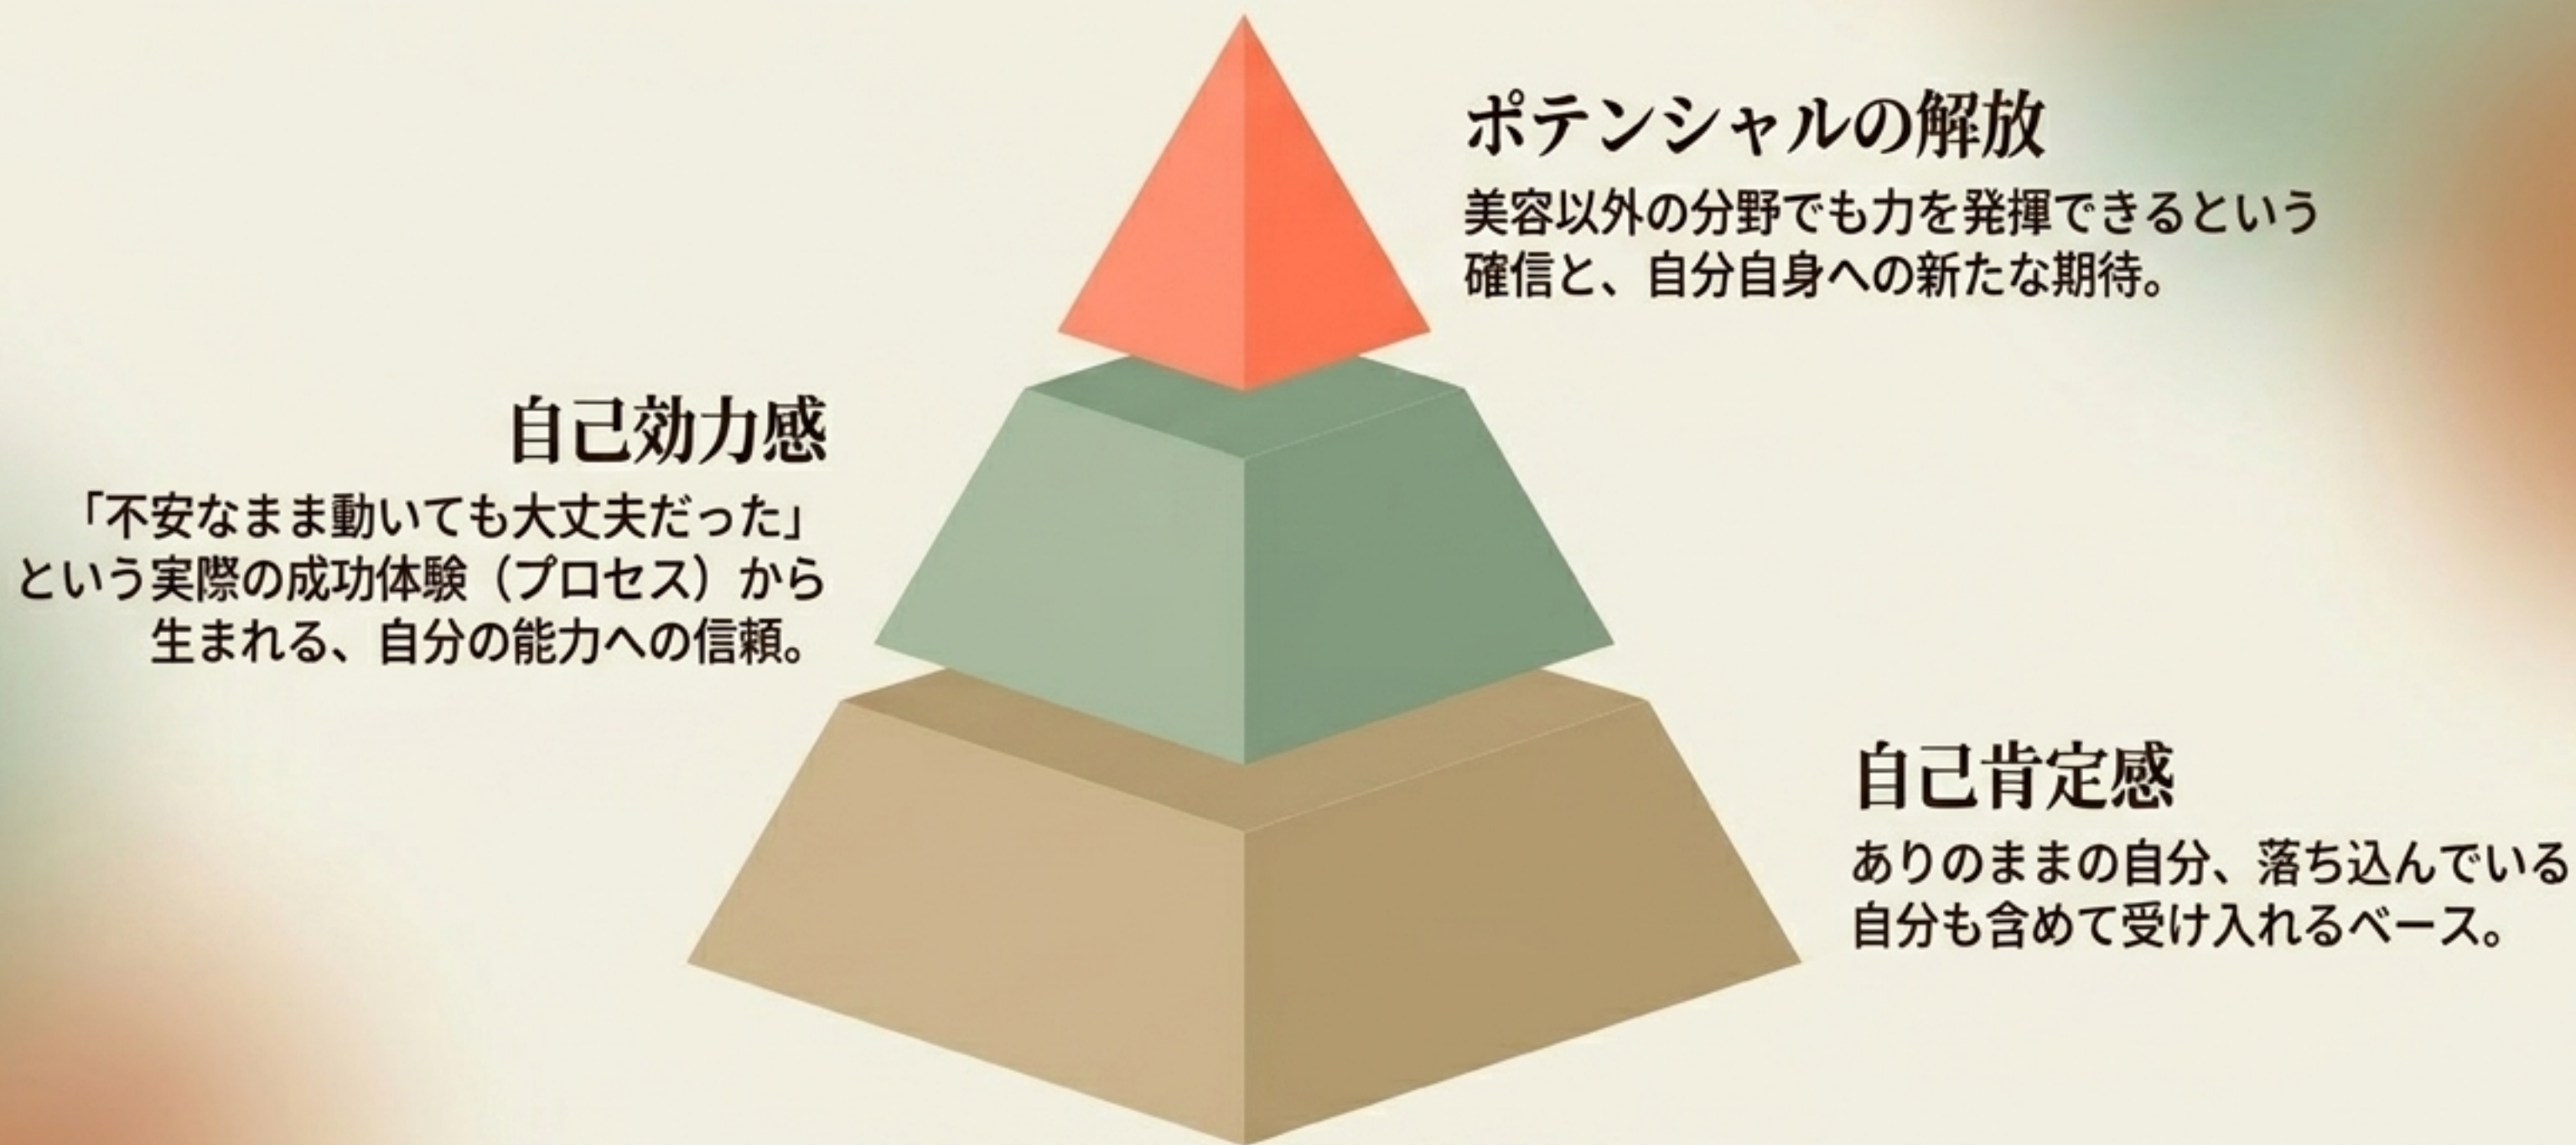 ポテンシャルの解放
美容以外の分野でも力を発揮できるという
確信と、自分自身への新たな期待。
自己効力感
「不安なまま動いても大丈夫だった」
という実際の成功体験（プロセス）から
生まれる、自分の能力への信頼。
自己肯定感
ありのままの自分、落ち込んでいる
自分も含めて受け入れるベース。